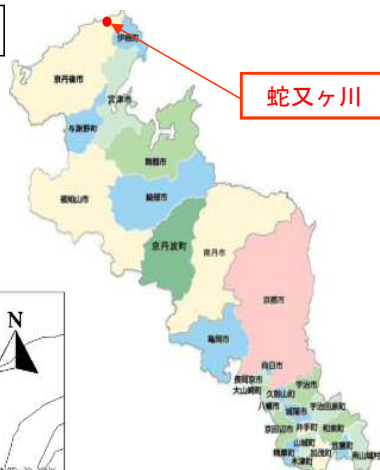 伊根町
京丹後市
蛇又ヶ川
宮津市
与謝野町
舞鶴市
福知山市
綾部市
京丹波町
南丹市
京都市
N
亀岡市
向日市
長岡京市
大山崎町
宇治市
久御山町
八幡市
宇治田原町
城陽市
京田辺市
井手町
和束町
山城町
笠置町
精華町
加茂町
南山城村
木津町